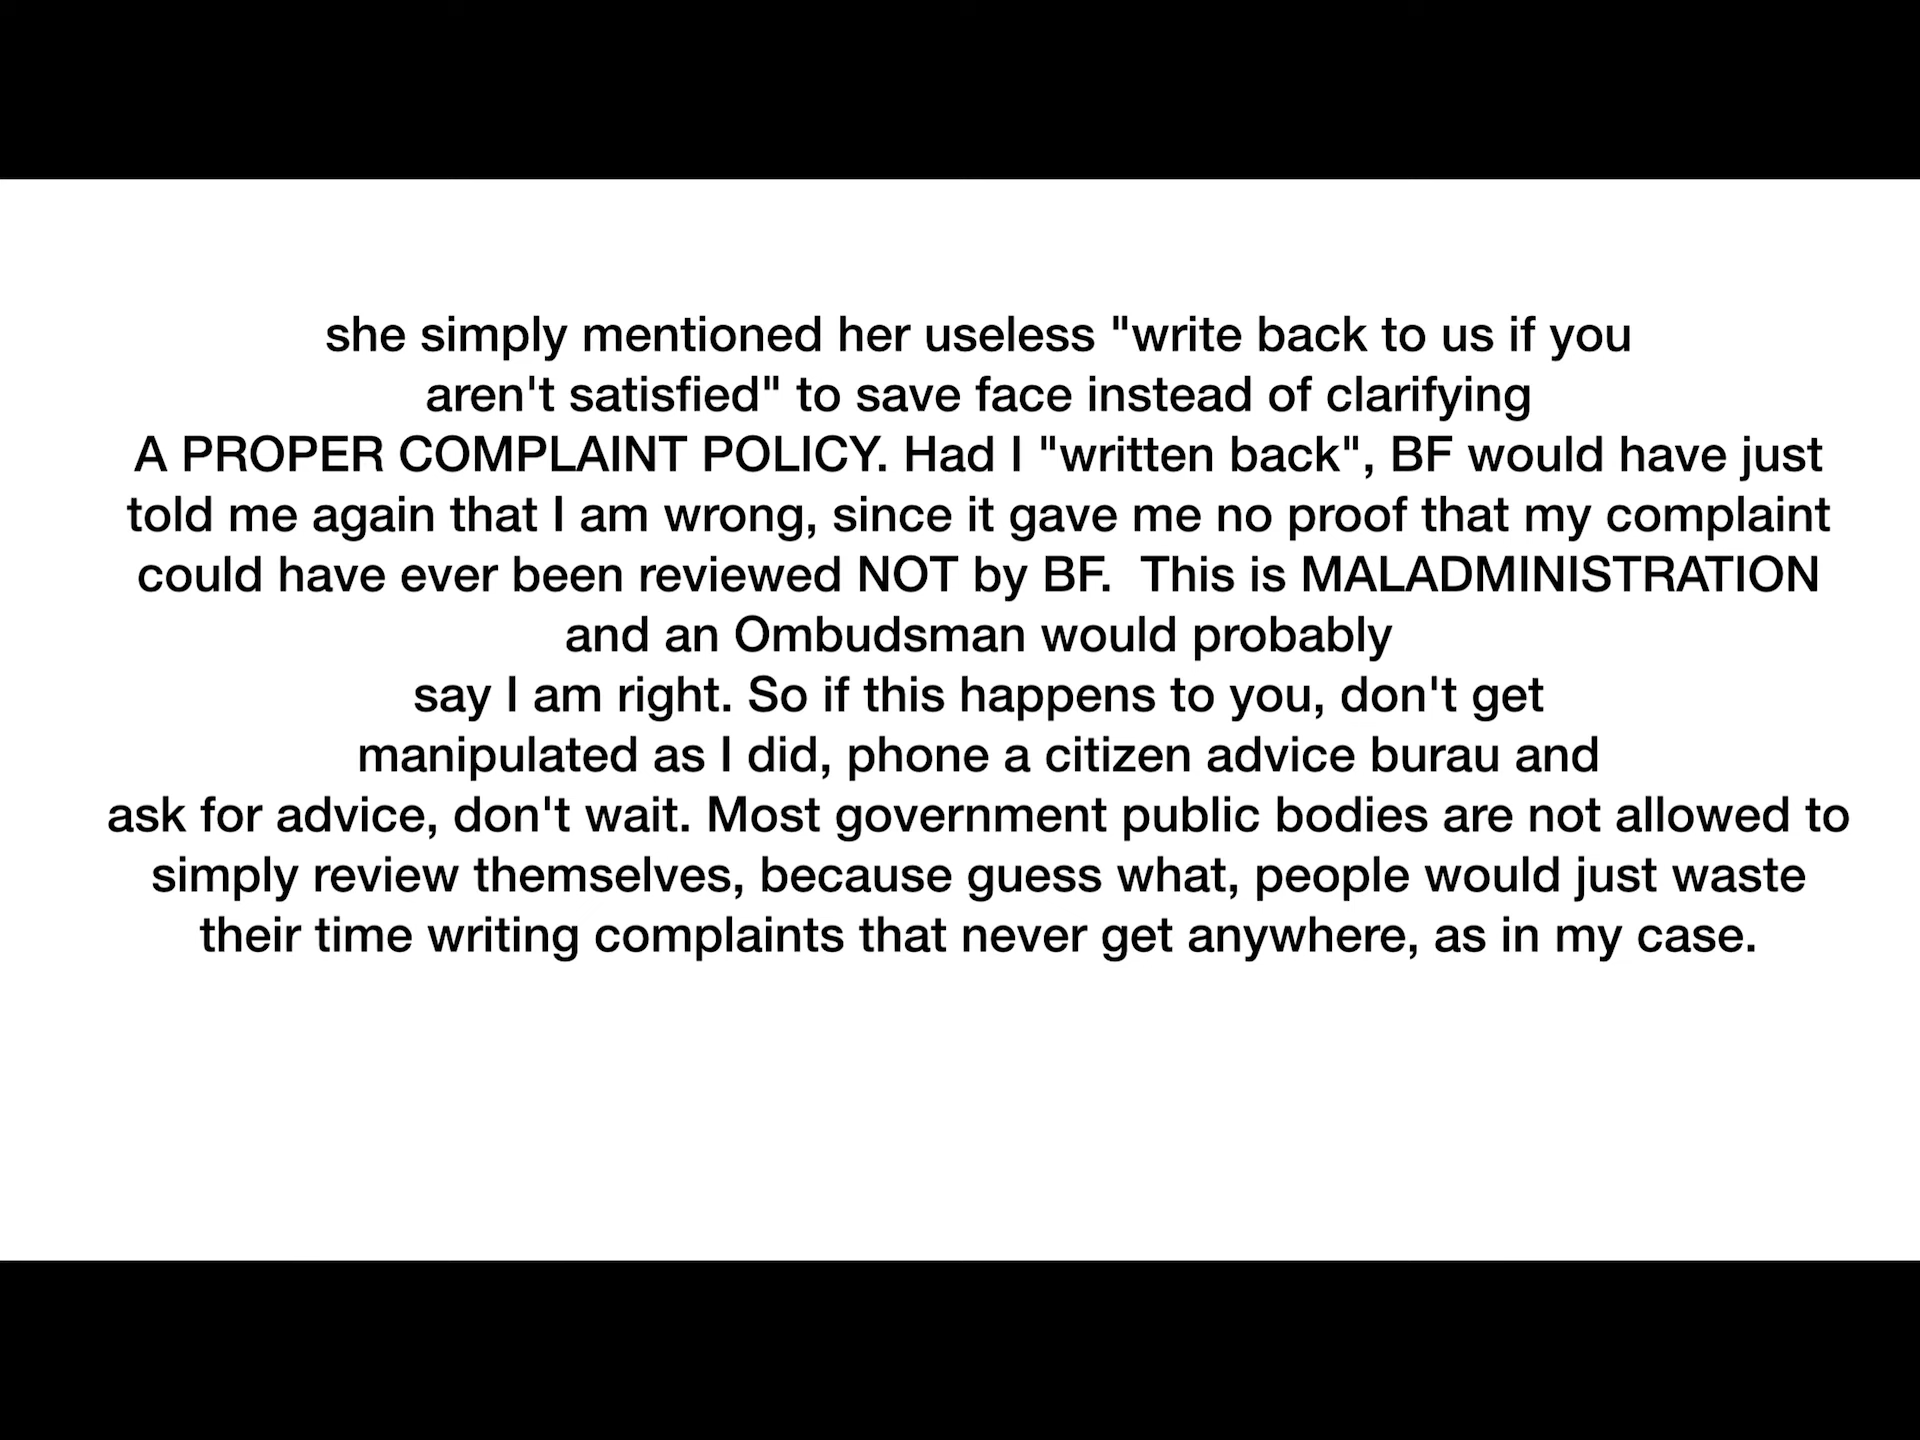 she simply mentioned her useless "write back to us if you
aren't satisfied" to save face instead of clarifying
A PROPER COMPLAINT POLICY. Had I "written back", BF would have just
told me again that I am wrong, since it gave me no proof that my complaint
could have ever been reviewed NOT by BF.  This is MALADMINISTRATION
and an Ombudsman would probably
say I am right. So if this happens to you, don't get
manipulated as I did, phone a citizen advice burau and
ask for advice, don't wait. Most government public bodies are not allowed to
simply review themselves, because guess what, people would just waste
their time writing complaints that never get anywhere, as in my case.